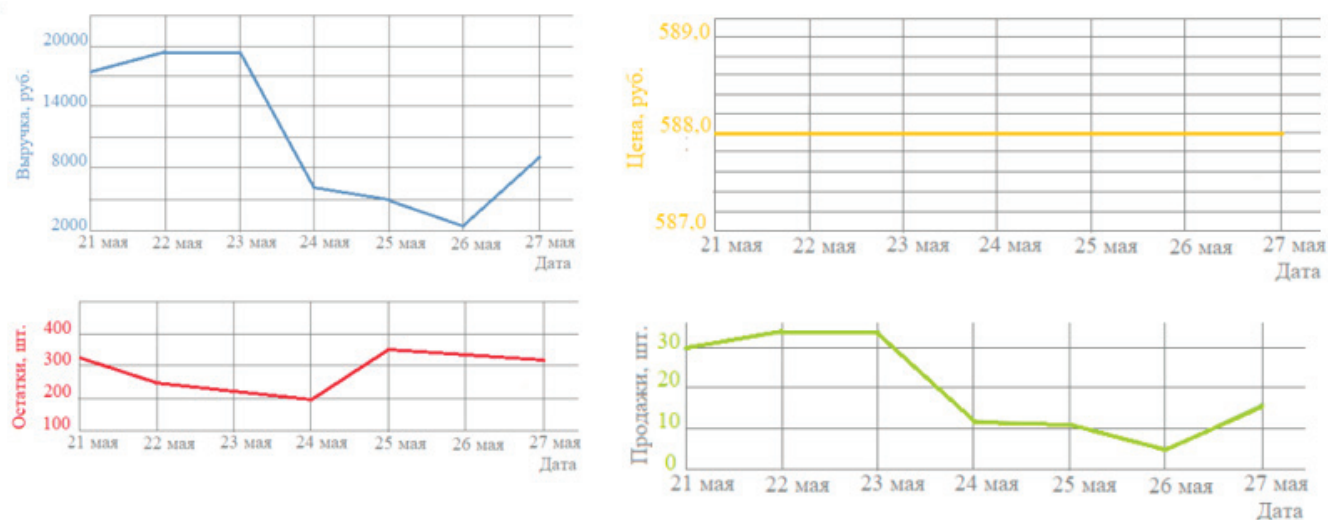 Выручка, руб.
20000
14000
8000
2000
21 мая 22 мая 23 мая 24 мая 25 мая 26 мая 27 мая
Дата
Цена, руб.
589,0
588,0
587,0
21 мая 22 мая 23 мая 24 мая 25 мая 26 мая 27 мая
Дата
Остатки, шт.
400
300
200
100
21 мая 22 мая 23 мая 24 мая 25 мая 26 мая 27 мая
Дата
Продажи, шт.
30
20
10
0
21 мая 22 мая 23 мая 24 мая 25 мая 26 мая 27 мая
Дата